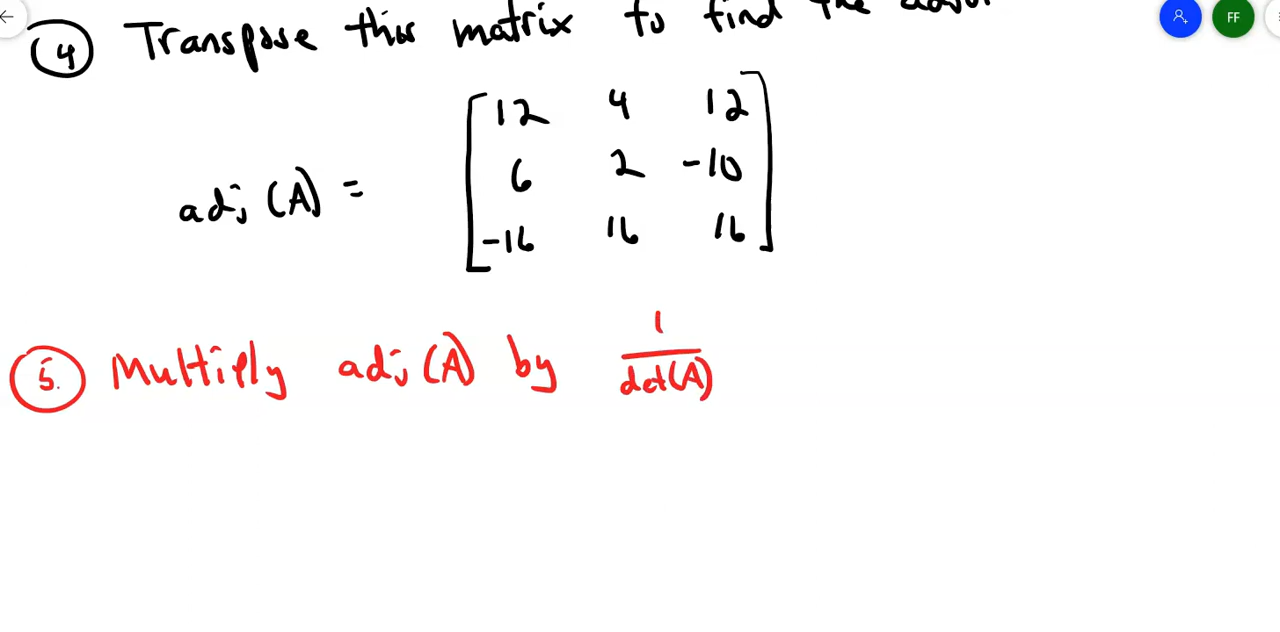 FF
4 Transpose this matrix to find the
12 4 12
6 2 -10
adj (A) =
-16 16 16
5. Multiply adj (A) by 1/det(A)